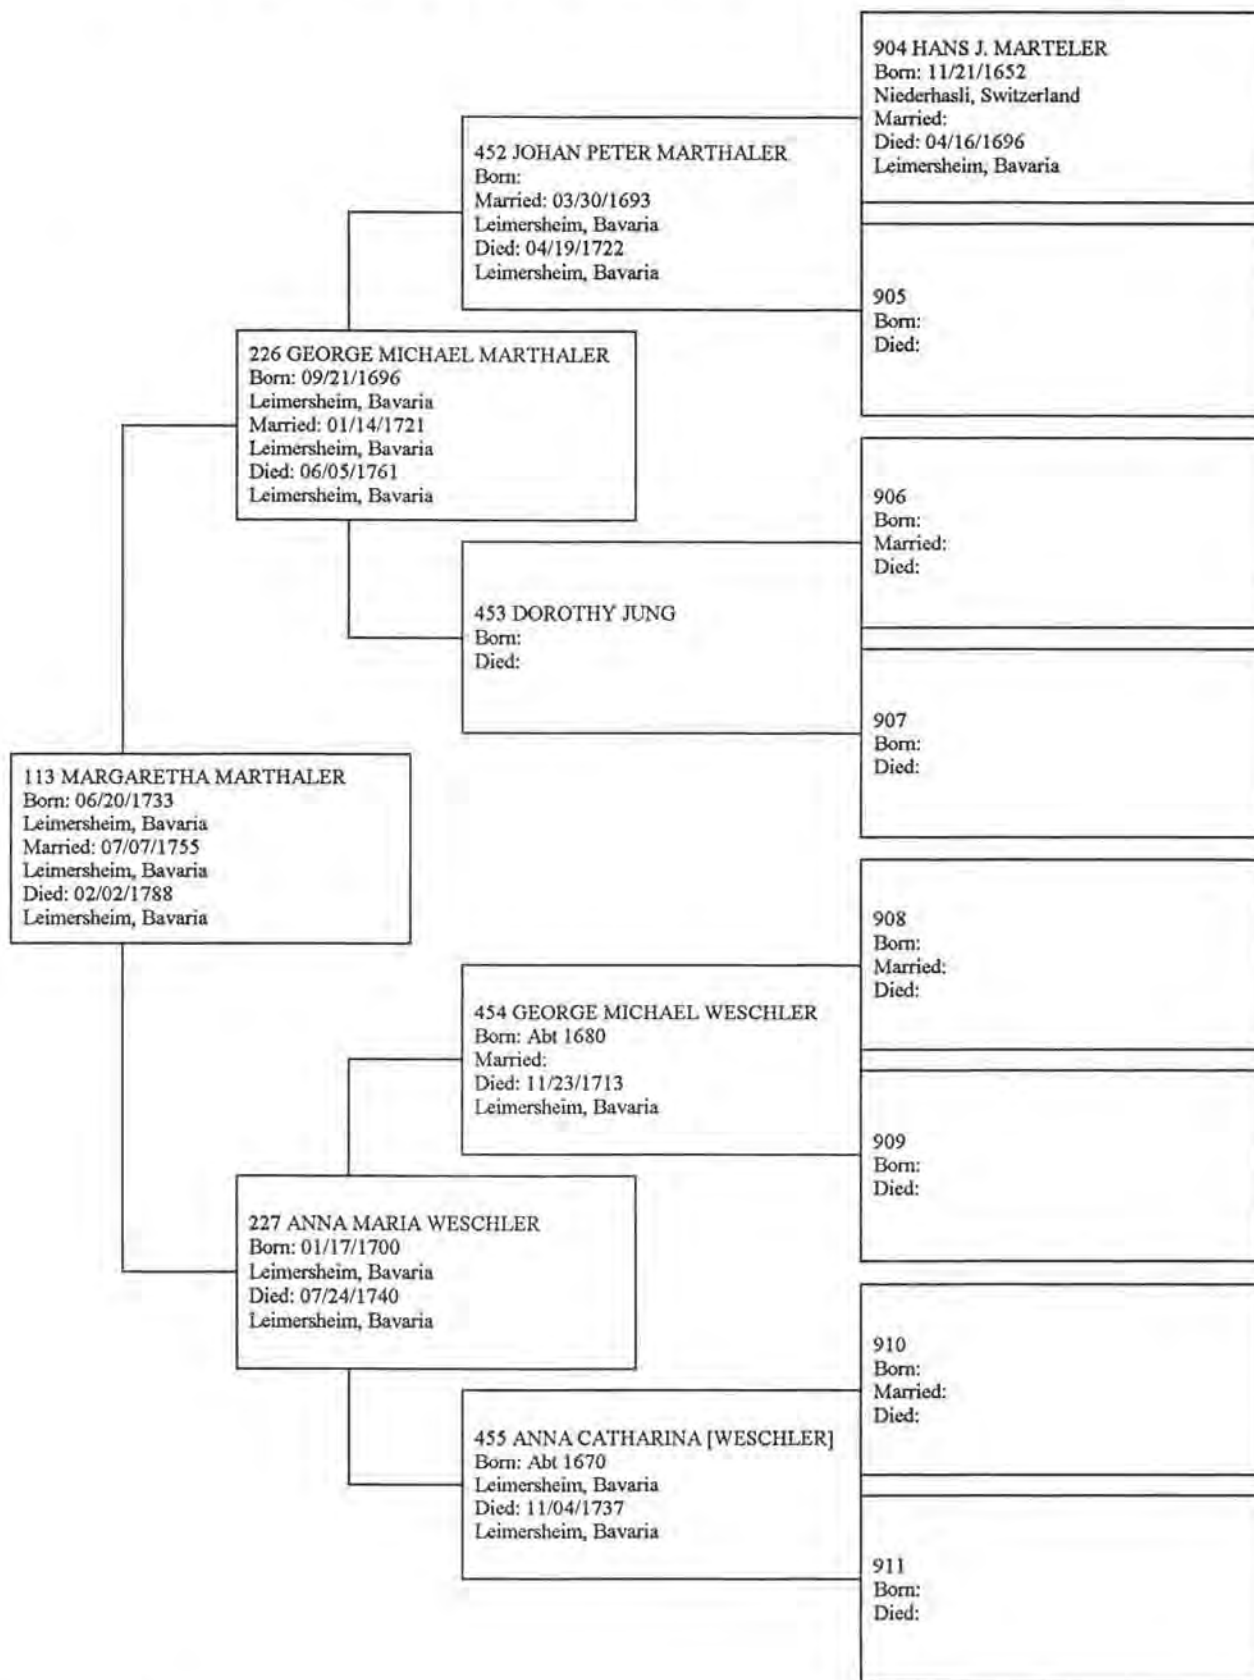 904 HANS J. MARTELER
Born: 11/21/1652
Niederhasli, Switzerland
Married:
Died: 04/16/1696
Leimersheim, Bavaria
452 JOHAN PETER MARTHALER
Born:
Married: 03/30/1693
Leimersheim, Bavaria
Died: 04/19/1722
Leimersheim, Bavaria
905
Born:
Died:
226 GEORGE MICHAEL MARTHALER
Born: 09/21/1696
Leimersheim, Bavaria
Married: 01/14/1721
Leimersheim, Bavaria
Died: 06/05/1761
Leimersheim, Bavaria
906
Born:
Married:
Died:
453 DOROTHY JUNG
Born:
Died:
907
Born:
Died:
113 MARGARETHA MARTHALER
Born: 06/20/1733
Leimersheim, Bavaria
Married: 07/07/1755
Leimersheim, Bavaria
Died: 02/02/1788
Leimersheim, Bavaria
908
Born:
Married:
Died:
454 GEORGE MICHAEL WESCHLER
Born: Abt 1680
Married:
Died: 11/23/1713
Leimersheim, Bavaria
909
Born:
Died:
227 ANNA MARIA WESCHLER
Born: 01/17/1700
Leimersheim, Bavaria
Died: 07/24/1740
Leimersheim, Bavaria
910
Born:
Married:
Died:
455 ANNA CATHARINA [WESCHLER]
Born: Abt 1670
Leimersheim, Bavaria
Died: 11/04/1737
Leimersheim, Bavaria
911
Born:
Died: